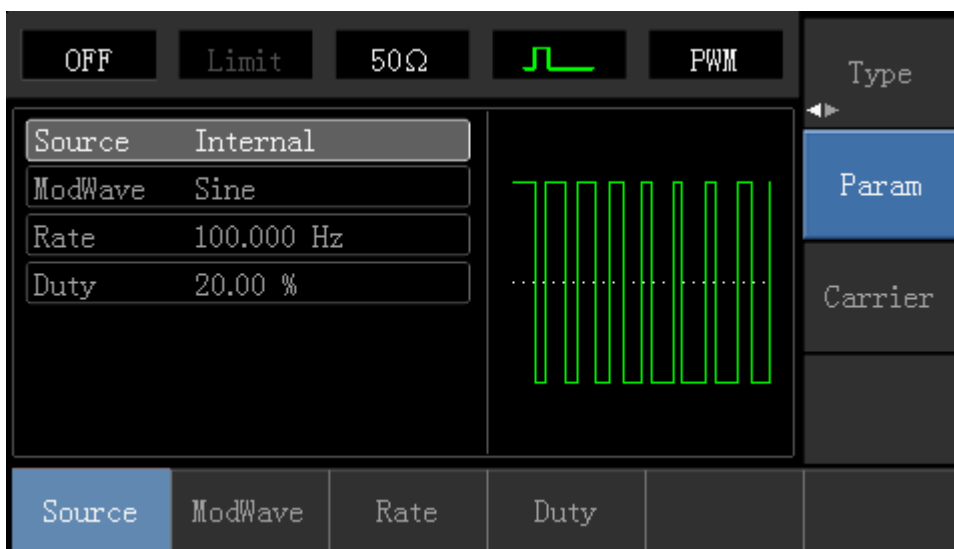 OFF Limit 50Ω PWM
Type
Source Internal
ModWave Sine
Rate 100.000 Hz
Duty 20.00 %
Param
Carrier
Source ModWave Rate Duty